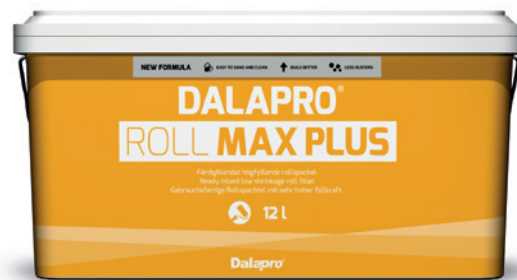 NEW FORMULA EASY TO SAND AND CLEAN BUILD BETTER LESS BLISTERS
DALAPRO®
ROLL MAX PLUS
Färdigblandat högfyllande rollspackel.
Ready mixed low shrinkage roll filler.
Gebrauchsfertige Rollspachtel mit sehr hoher Füllkraft.
12 l
Dalapro®